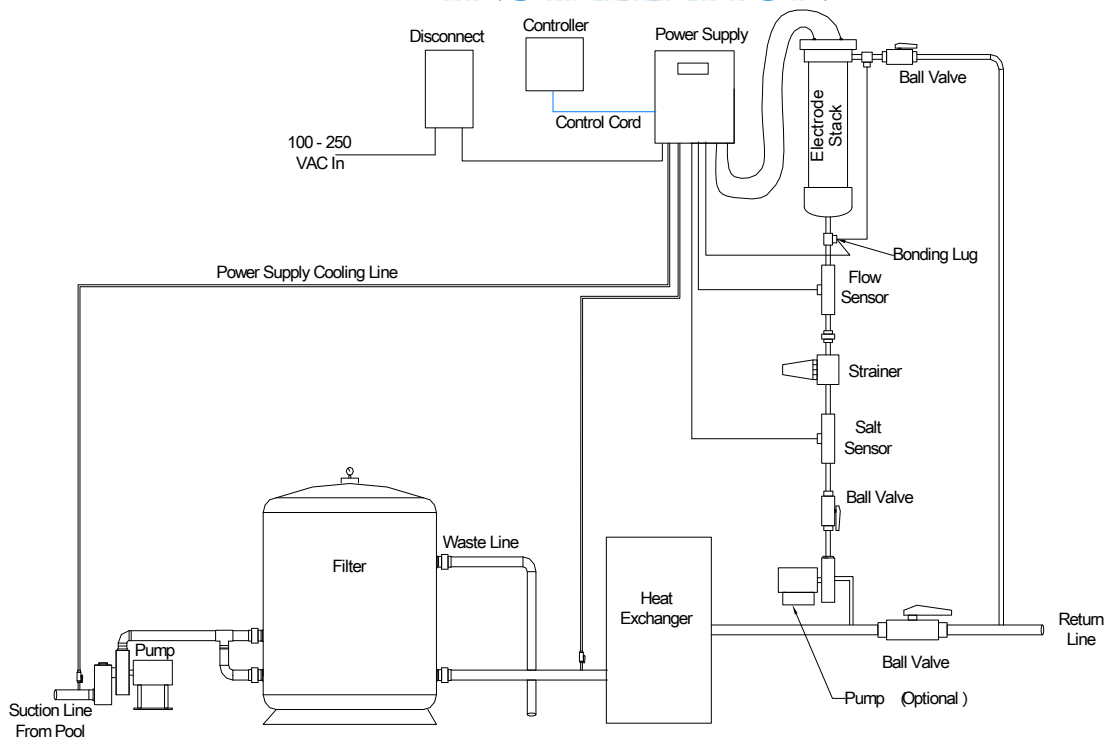 Controller
Disconnect
Power Supply
Ball Valve
Electrode
Stack
Control Cord
100 - 250
VAC In
Bonding Lug
Power Supply Cooling Line
Flow
Sensor
Strainer
Salt
Sensor
Ball Valve
Waste Line
Filter
Heat
Exchanger
Return
Line
Pump
Ball Valve
Pump (Optional)
Suction Line
From Pool